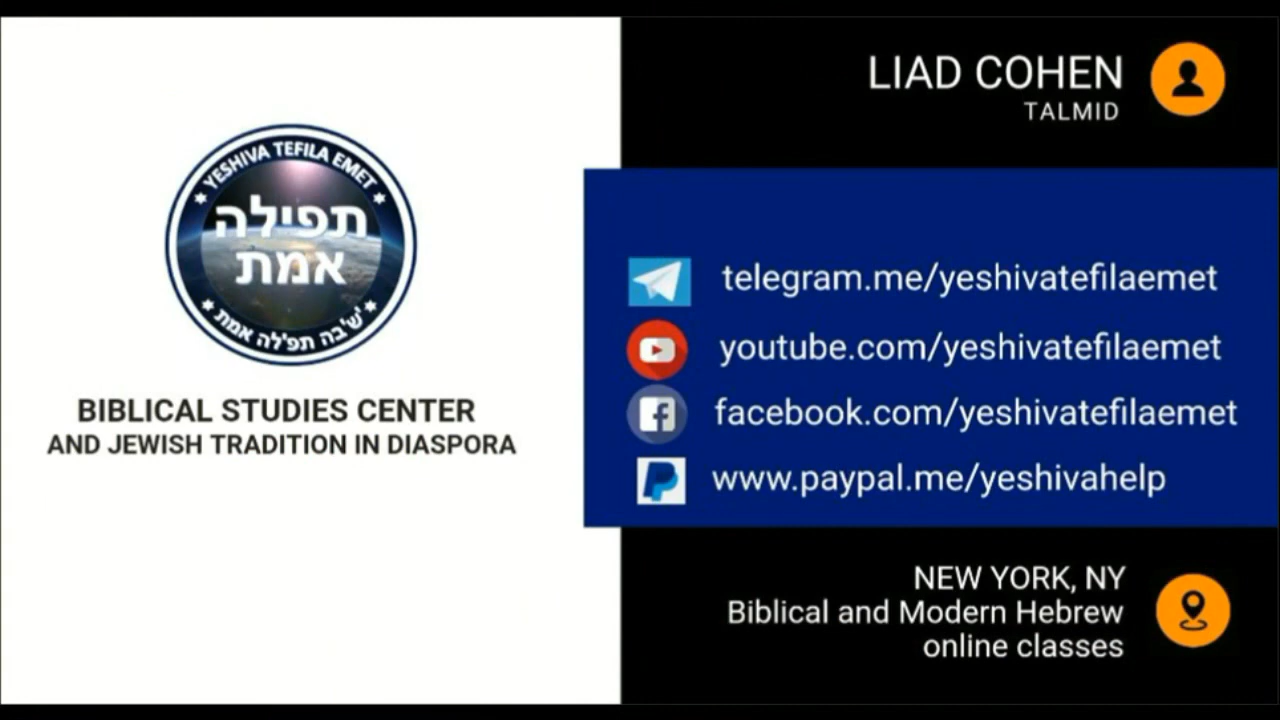 YESHIVA TEFILA EMET
תפילה
אמת
ישיבה תפילה אמת
BIBLICAL STUDIES CENTER
AND JEWISH TRADITION IN DIASPORA
LIAD COHEN
TALMID
telegram.me/yeshivatefilaemet
youtube.com/yeshivatefilaemet
facebook.com/yeshivatefilaemet
www.paypal.me/yeshivahelp
NEW YORK, NY
Biblical and Modern Hebrew
online classes